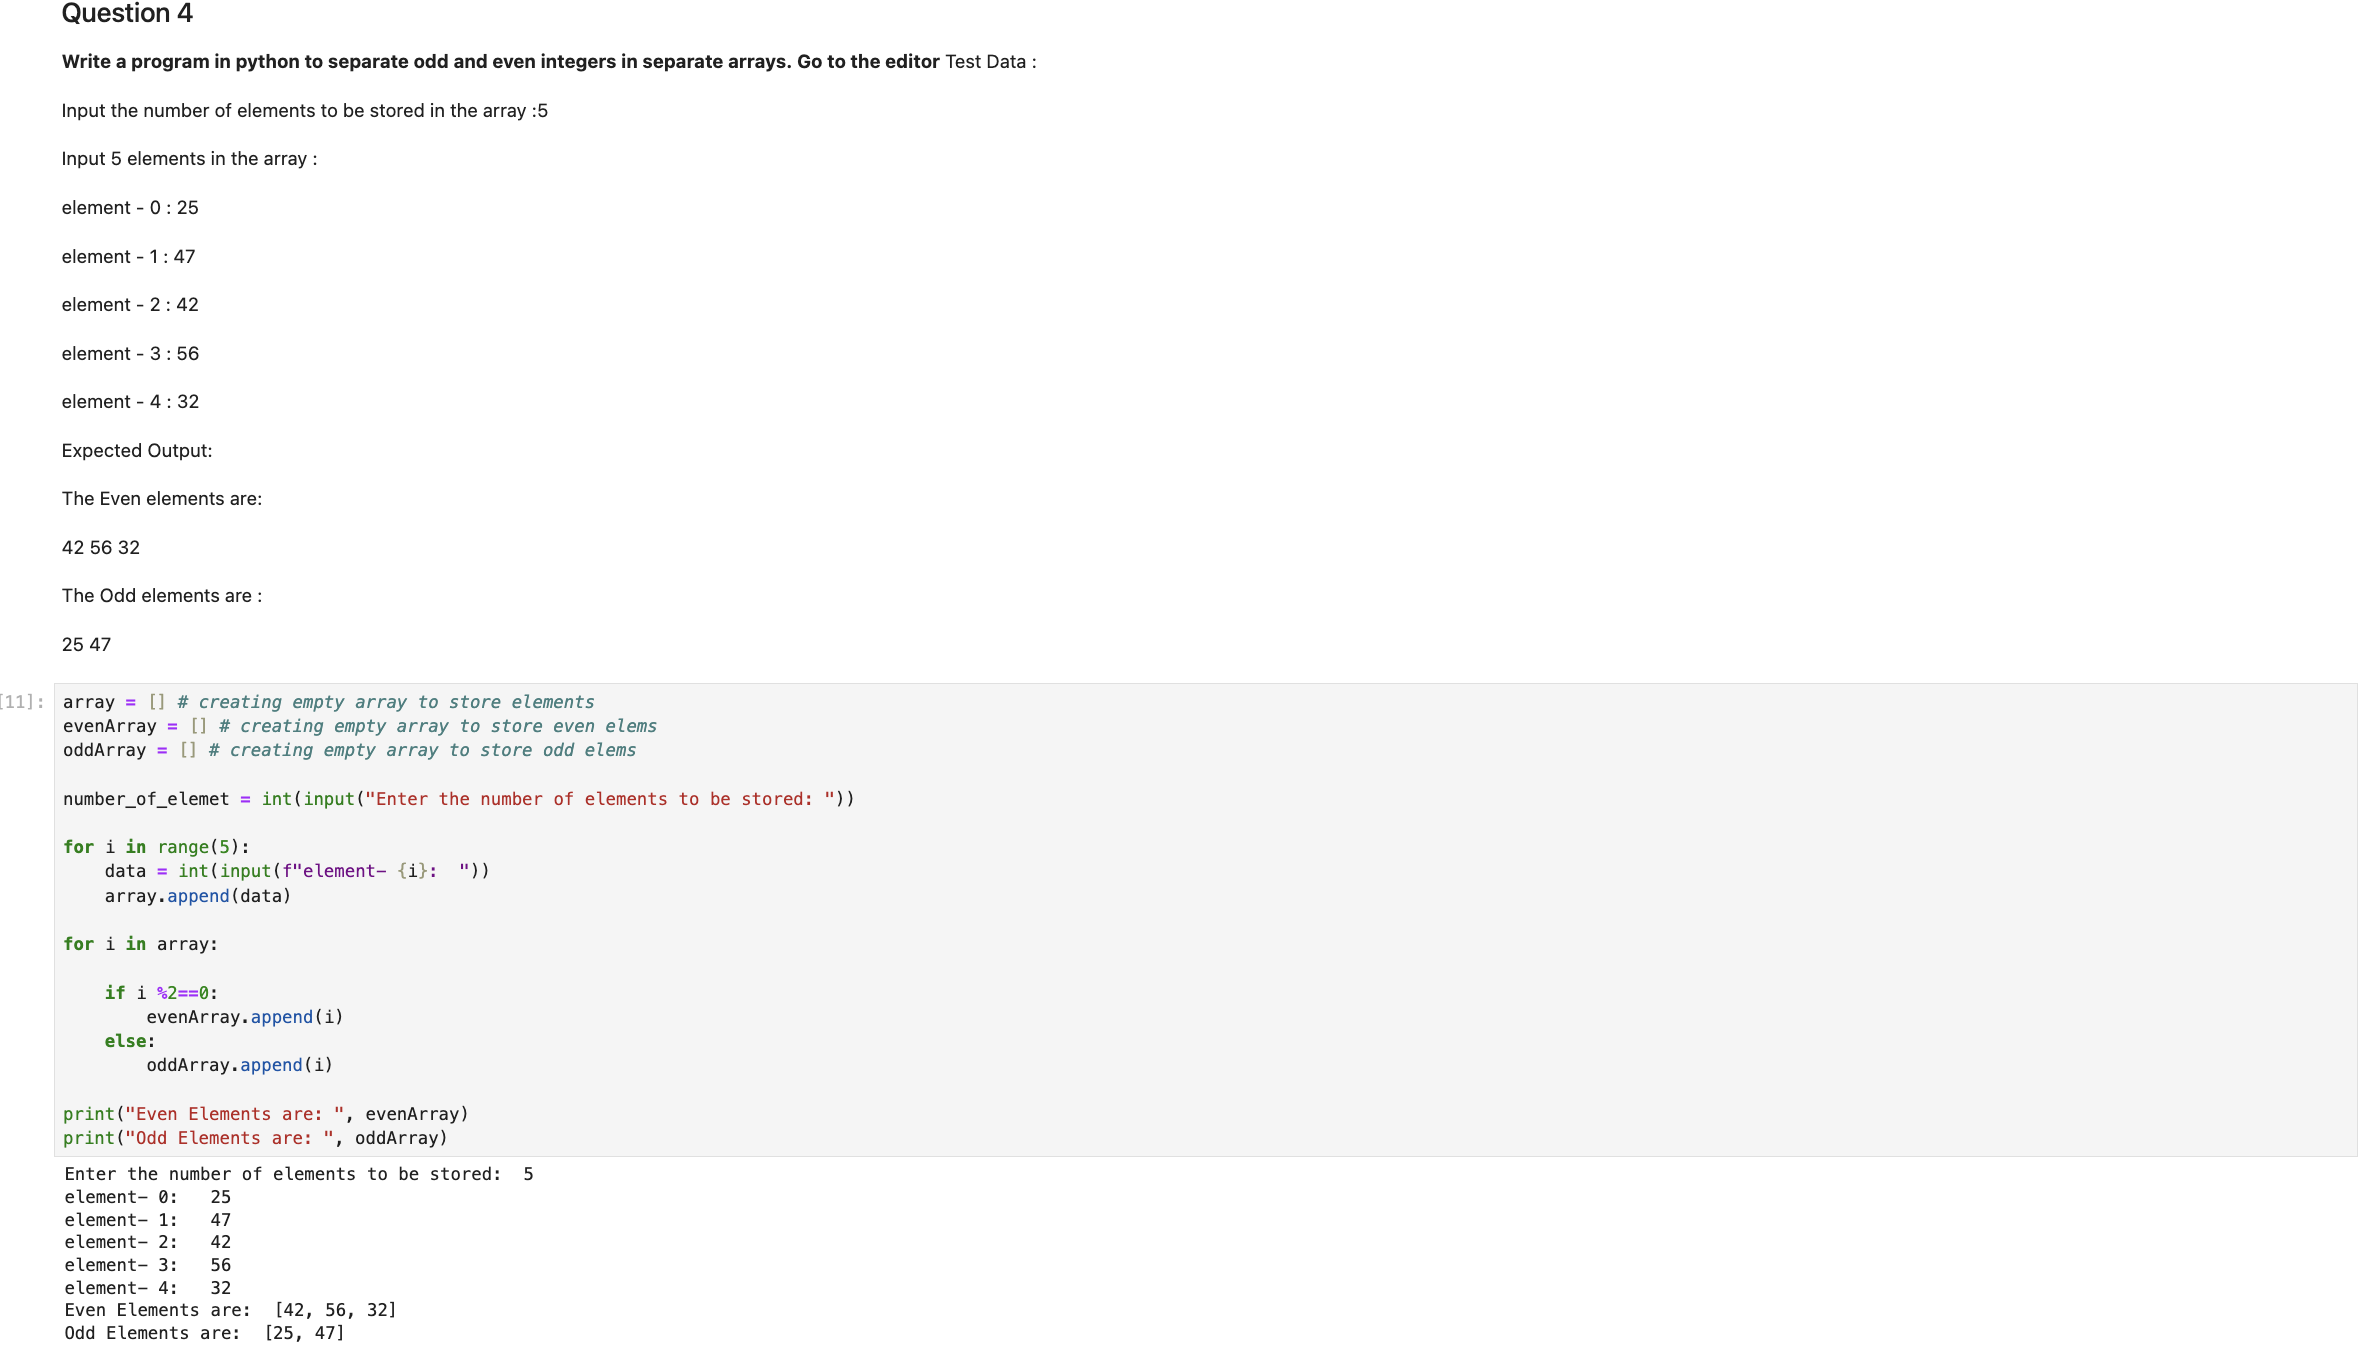 Question 4
Write a program in python to separate odd and even integers in separate arrays. Go to the editor Test Data :
Input the number of elements to be stored in the array :5
Input 5 elements in the array :
element - 0 : 25
element - 1 : 47
element - 2 : 42
element - 3 : 56
element - 4 : 32
Expected Output:
The Even elements are:
42 56 32
The Odd elements are :
25 47
[11]:
array = [] # creating empty array to store elements
evenArray = [] # creating empty array to store even elems
oddArray = [] # creating empty array to store odd elems
number_of_elemet = int(input("Enter the number of elements to be stored: "))
for i in range(5):
    data = int(input(f"element- {i}:  "))
    array.append(data)
for i in array:
    if i %2==0:
        evenArray.append(i)
    else:
        oddArray.append(i)
print("Even Elements are: ", evenArray)
print("Odd Elements are: ", oddArray)
Enter the number of elements to be stored:  5
element- 0:   25
element- 1:   47
element- 2:   42
element- 3:   56
element- 4:   32
Even Elements are:  [42, 56, 32]
Odd Elements are:  [25, 47]